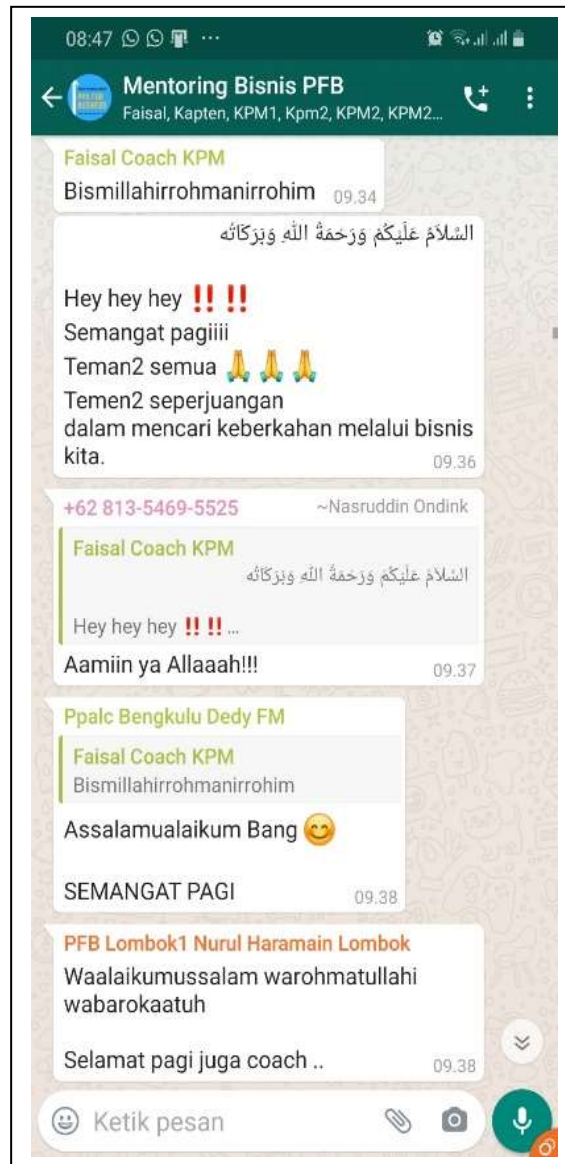 08:47
Mentoring Bisnis PFB
Faisal, Kapten, KPM1, Kpm2, KPM2, KPM2...
Faisal Coach KPM
Bismillahirrohmanirrohim 09.34
السَّلاَمُ عَلَيْكُمْ وَرَحْمَةُ اللهِ وَبَرَكَاتُه
Hey hey hey ‼️ ‼️
Semangat pagiiii
Teman2 semua 🙏 🙏 🙏
Temen2 seperjuangan
dalam mencari keberkahan melalui bisnis
kita. 09.36
+62 813-5469-5525 ~Nasruddin Ondink
Faisal Coach KPM
السَّلاَمُ عَلَيْكُمْ وَرَحْمَةُ اللهِ وَبَرَكَاتُه
Hey hey hey ‼️ ‼️ ...
Aamiin ya Allaaah!!! 09.37
Ppalc Bengkulu Dedy FM
Faisal Coach KPM
Bismillahirrohmanirrohim
Assalamualaikum Bang 😊
SEMANGAT PAGI 09.38
PFB Lombok1 Nurul Haramain Lombok
Waalaikumussalam warohmatullahi
wabarokaatuh
Selamat pagi juga coach .. 09.38
Ketik pesan